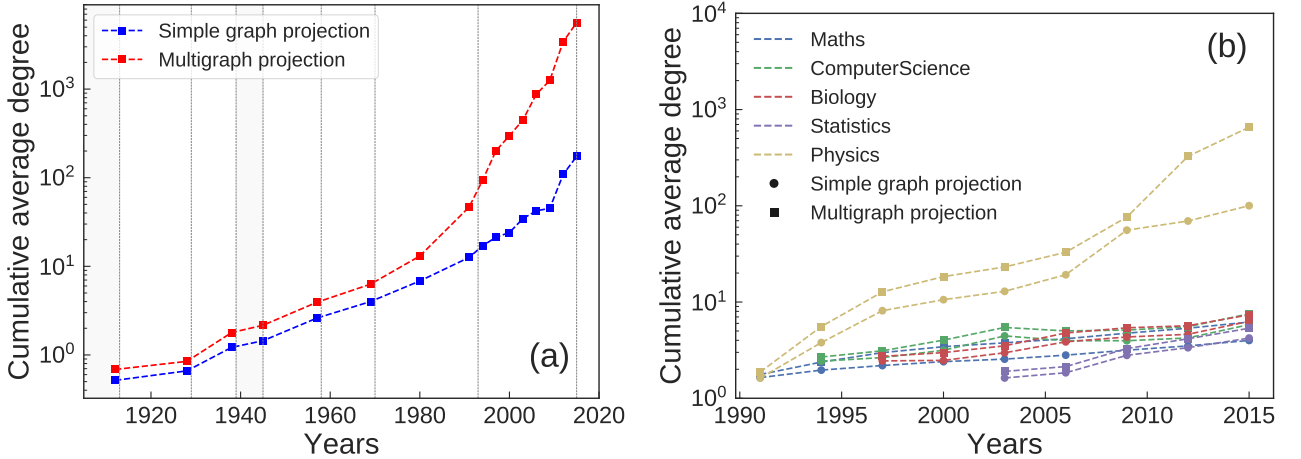 Simple graph projection
Multigraph projection
Cumulative average degree
10^3
10^2
10^1
10^0
(a)
1920
1940
1960
1980
2000
2020
Years
Maths
ComputerScience
Biology
Statistics
Physics
Simple graph projection
Multigraph projection
(b)
Cumulative average degree
10^4
10^3
10^2
10^1
10^0
1990
1995
2000
2005
2010
2015
Years